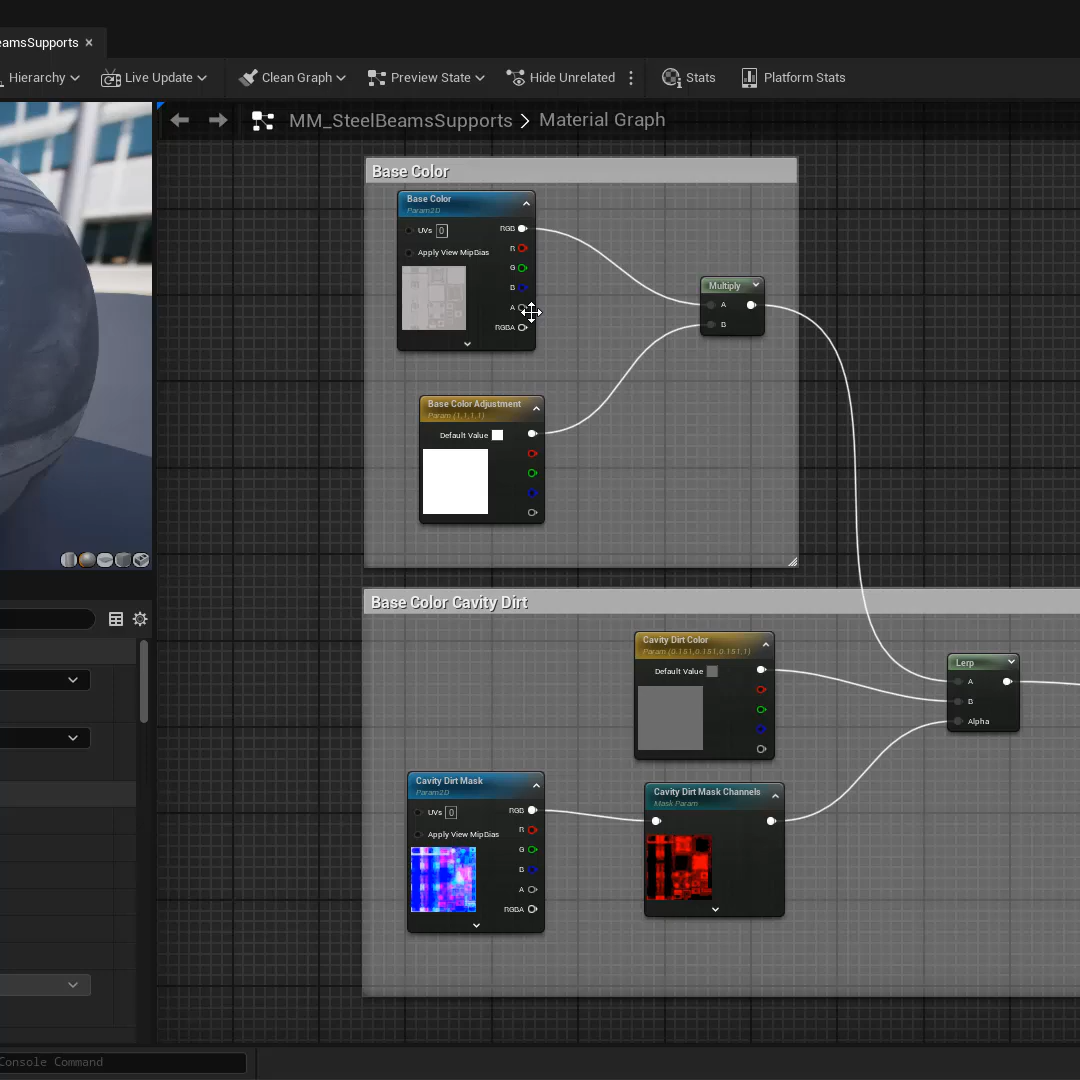 eamsSupports ×
Hierarchy
Live Update
Clean Graph
Preview State
Hide Unrelated
Stats
Platform Stats
MM_SteelBeamsSupports > Material Graph
Base Color
Base Color
Param2D
UVs 0
RGB
R
Apply View MipBias
G
B
A
RGBA
Multiply
A
B
Base Color Adjustment
Param (1,1,1,1)
Default Value
Base Color Cavity Dirt
Cavity Dirt Color
Param (0.151,0.151,0.151,1)
Default Value
Lerp
A
B
Alpha
Cavity Dirt Mask
Param2D
UVs 0
RGB
R
Apply View MipBias
G
B
A
RGBA
Cavity Dirt Mask Channels
Mask Param
Console Command